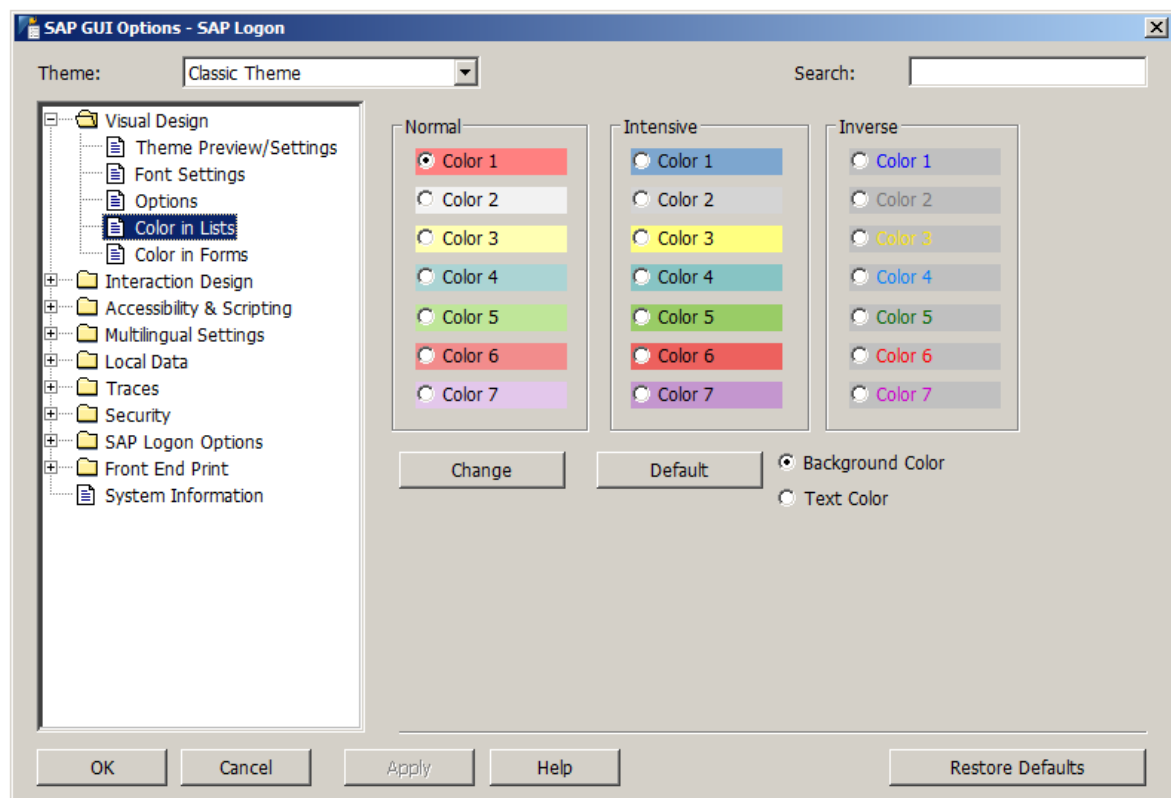 SAP GUI Options - SAP Logon
Theme: Classic Theme Search:
Visual Design
Theme Preview/Settings
Font Settings
Options
Color in Lists
Color in Forms
Interaction Design
Accessibility & Scripting
Multilingual Settings
Local Data
Traces
Security
SAP Logon Options
Front End Print
System Information
Normal
Color 1
Color 2
Color 3
Color 4
Color 5
Color 6
Color 7
Intensive
Color 1
Color 2
Color 3
Color 4
Color 5
Color 6
Color 7
Inverse
Color 1
Color 2
Color 3
Color 4
Color 5
Color 6
Color 7
Change Default
Background Color
Text Color
OK Cancel Apply Help Restore Defaults